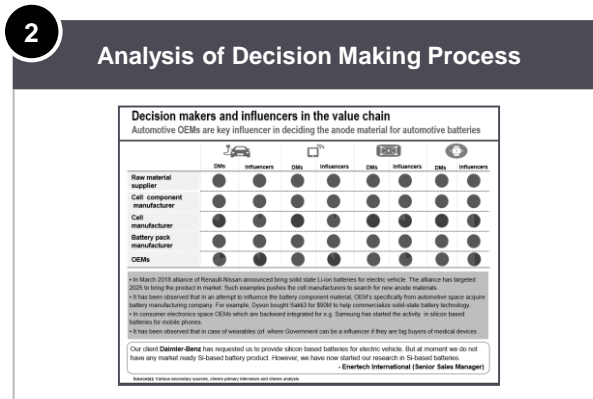 2
Analysis of Decision Making Process
Decision makers and influencers in the value chain
Automotive OEMs are key influencer in deciding the anode material for automotive batteries
DMs Influencers DMs Influencers DMs Influencers DMs Influencers
Raw material
supplier
Cell component
manufacturer
Cell
manufacturer
Battery pack
manufacturer
OEMs
• In March 2018 alliance of Renault-Nissan announced bring solid state Li-ion batteries for electric vehicle. The alliance has targeted
2025 to bring the product in market. Such examples pushes the cell manufacturers to search for new anode materials.
• It has been observed that in an attempt to influence the battery component material, OEM's specifically from automotive space acquire
battery manufacturing company. For example, Dyson bought Sakti3 for $90M to help commercialize solid-state battery technology.
• In consumer electronics space OEMs which are backward integrated for e.g. Samsung has started the activity in silicon based
batteries for mobile phones.
• It has been observed that in case of wearables (of where Government can be a influencer if they are big buyers of medical devices .
Our client Daimler-Benz has requested us to provide silicon based batteries for electric vehicle. But at moment we do not
have any market ready Si-based battery product. However, we have now started our research in Si-based batteries.
- Enertech International (Senior Sales Manager)
Source(s): Various secondary sources, chem primary interviews and chem analysis